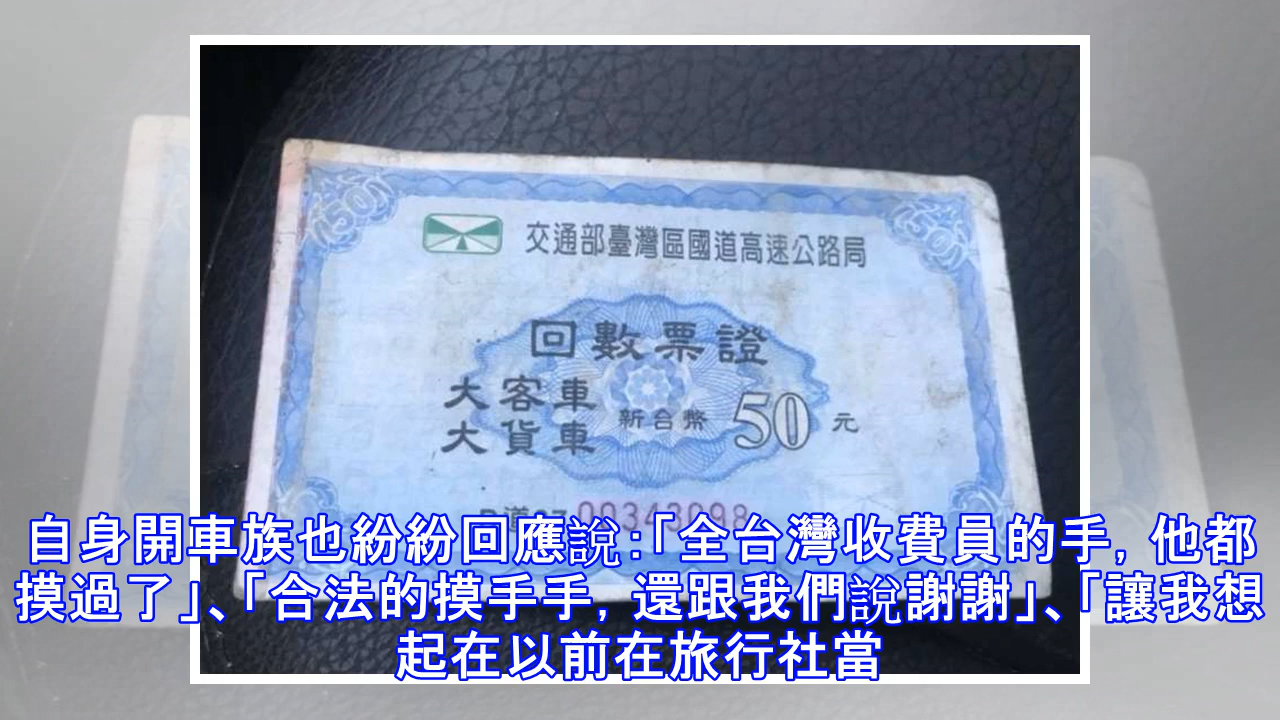 交通部臺灣區國道高速公路局
回數票證
大客車
大貨車
新台幣 50 元
自身開車族也紛紛回應說:「全台灣收費員的手, 他都
摸過了」、「合法的摸手手, 還跟我們說謝謝」、「讓我想
起在以前在旅行社當